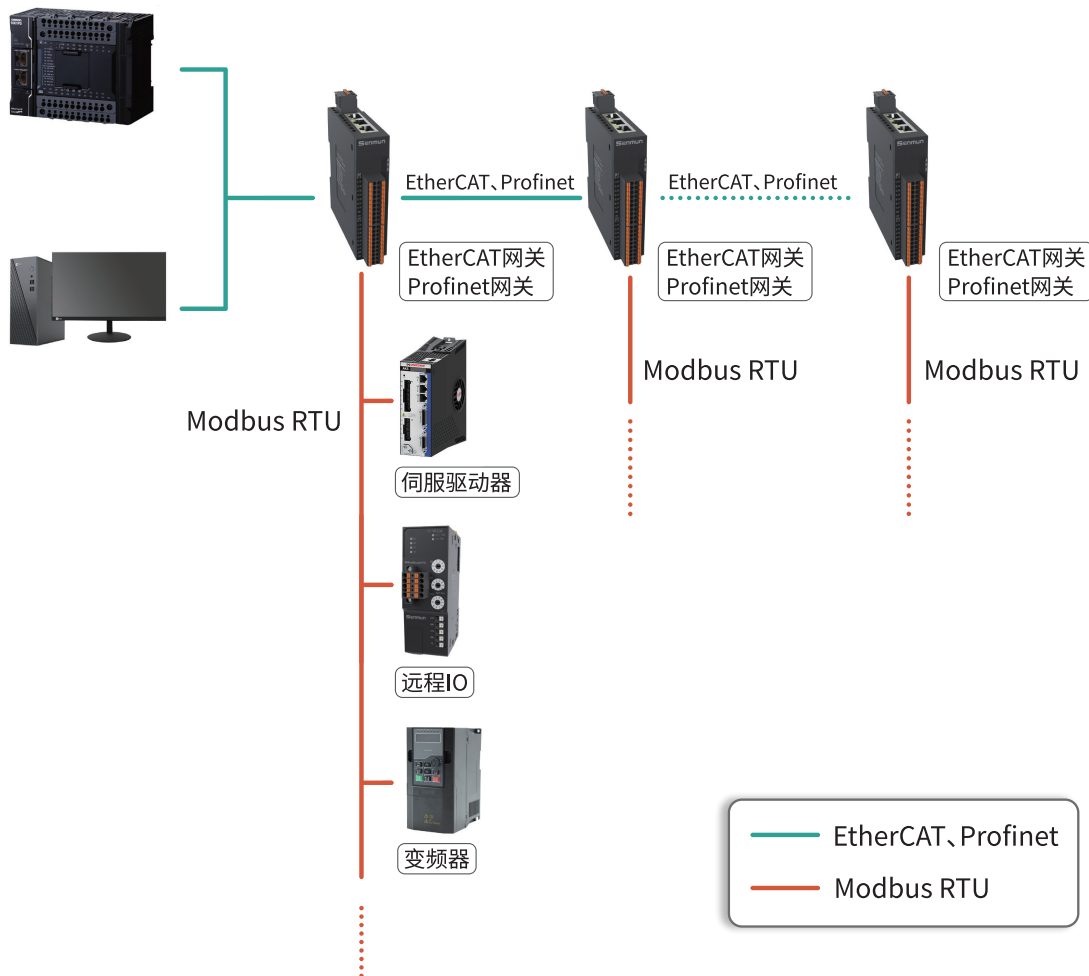 Senmun
Senmun
Senmun
EtherCAT、Profinet
EtherCAT、Profinet
EtherCAT网关
Profinet网关
EtherCAT网关
Profinet网关
EtherCAT网关
Profinet网关
Modbus RTU
Modbus RTU
Modbus RTU
伺服驱动器
Senmun
远程IO
变频器
EtherCAT、Profinet
Modbus RTU